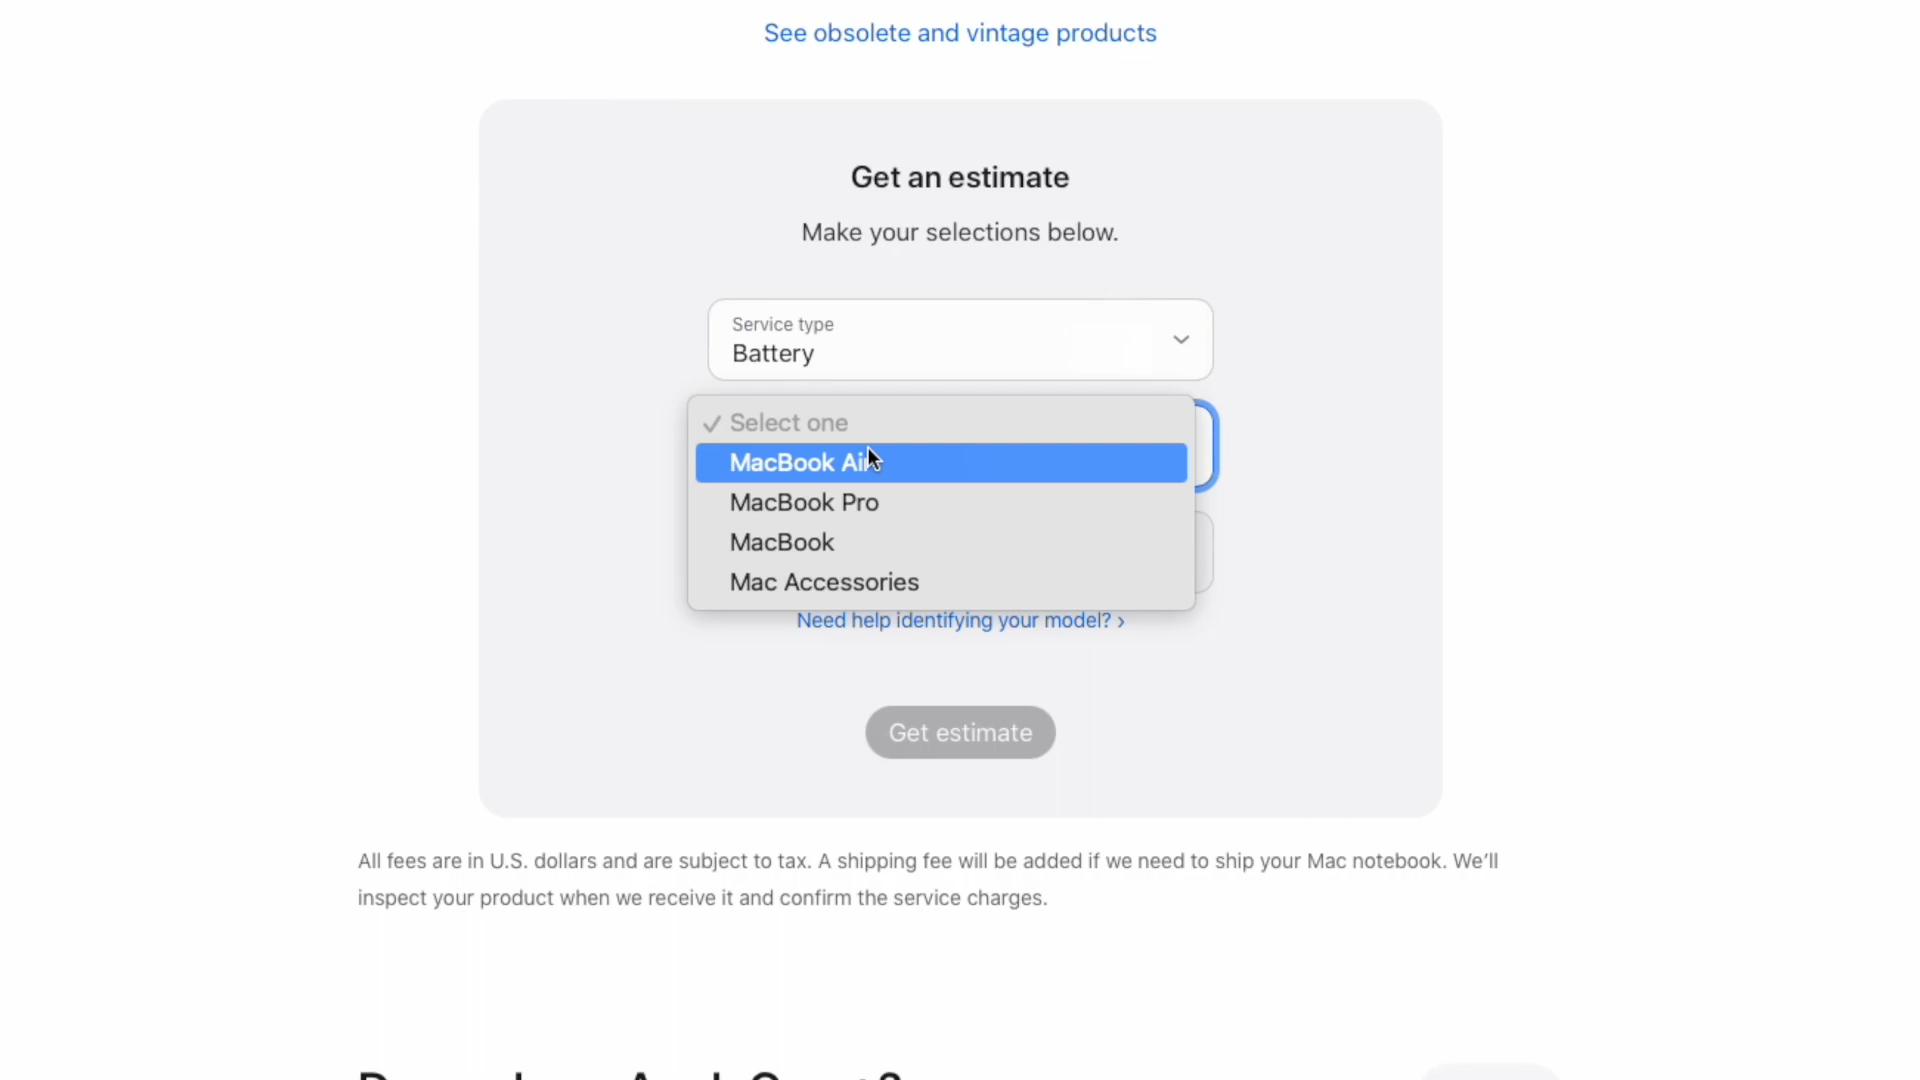 See obsolete and vintage products
Get an estimate
Make your selections below.
Service type
Battery
✓ Select one
MacBook Air
MacBook Pro
MacBook
Mac Accessories
Need help identifying your model? ›
Get estimate
All fees are in U.S. dollars and are subject to tax. A shipping fee will be added if we need to ship your Mac notebook. We’ll
inspect your product when we receive it and confirm the service charges.